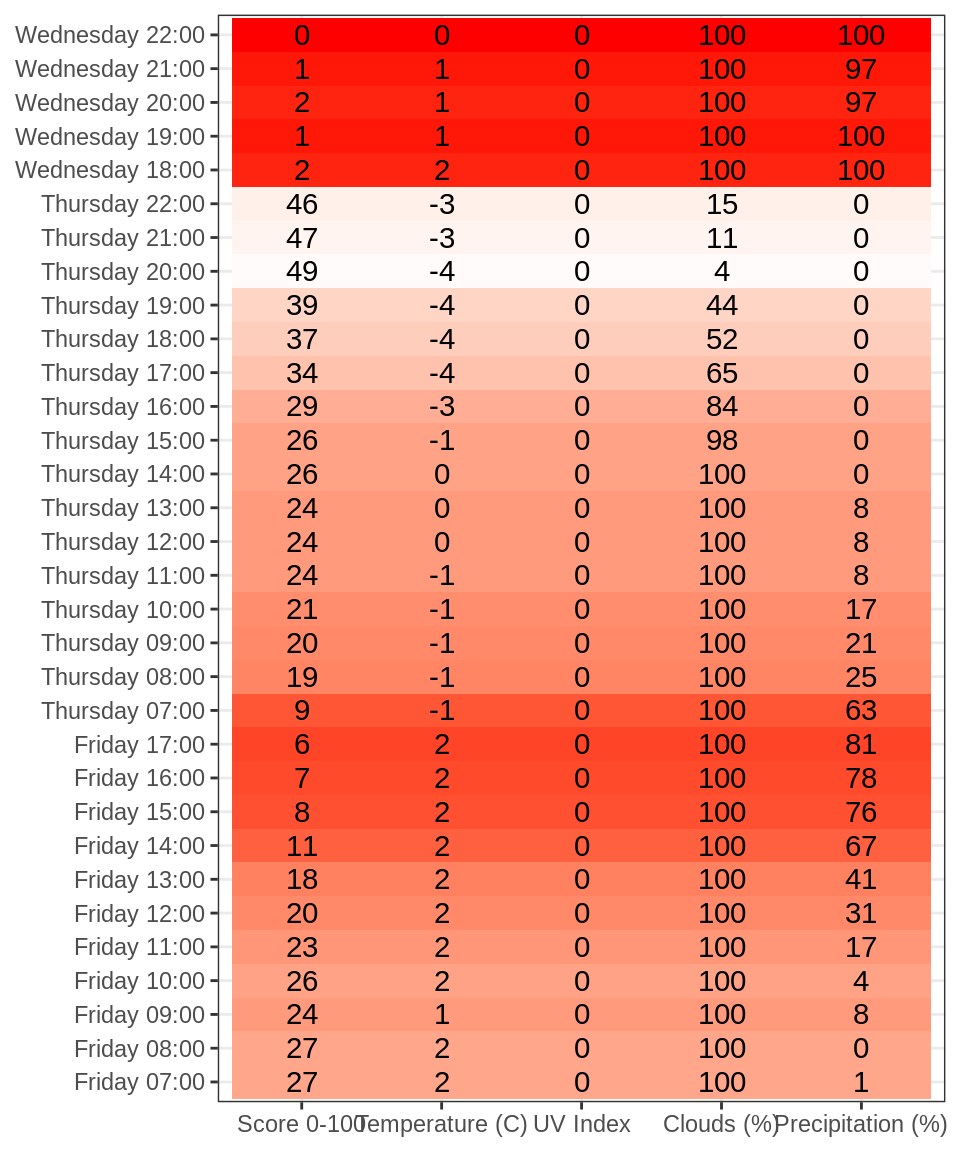 Wednesday 22:00 0 0 0 100 100
Wednesday 21:00 1 1 0 100 97
Wednesday 20:00 2 1 0 100 97
Wednesday 19:00 1 1 0 100 100
Wednesday 18:00 2 2 0 100 100
Thursday 22:00 46 -3 0 15 0
Thursday 21:00 47 -3 0 11 0
Thursday 20:00 49 -4 0 4 0
Thursday 19:00 39 -4 0 44 0
Thursday 18:00 37 -4 0 52 0
Thursday 17:00 34 -4 0 65 0
Thursday 16:00 29 -3 0 84 0
Thursday 15:00 26 -1 0 98 0
Thursday 14:00 26 0 0 100 0
Thursday 13:00 24 0 0 100 8
Thursday 12:00 24 0 0 100 8
Thursday 11:00 24 -1 0 100 8
Thursday 10:00 21 -1 0 100 17
Thursday 09:00 20 -1 0 100 21
Thursday 08:00 19 -1 0 100 25
Thursday 07:00 9 -1 0 100 63
Friday 17:00 6 2 0 100 81
Friday 16:00 7 2 0 100 78
Friday 15:00 8 2 0 100 76
Friday 14:00 11 2 0 100 67
Friday 13:00 18 2 0 100 41
Friday 12:00 20 2 0 100 31
Friday 11:00 23 2 0 100 17
Friday 10:00 26 2 0 100 4
Friday 09:00 24 1 0 100 8
Friday 08:00 27 2 0 100 0
Friday 07:00 27 2 0 100 1
Score 0-100 Temperature (C) UV Index Clouds (%) Precipitation (%)